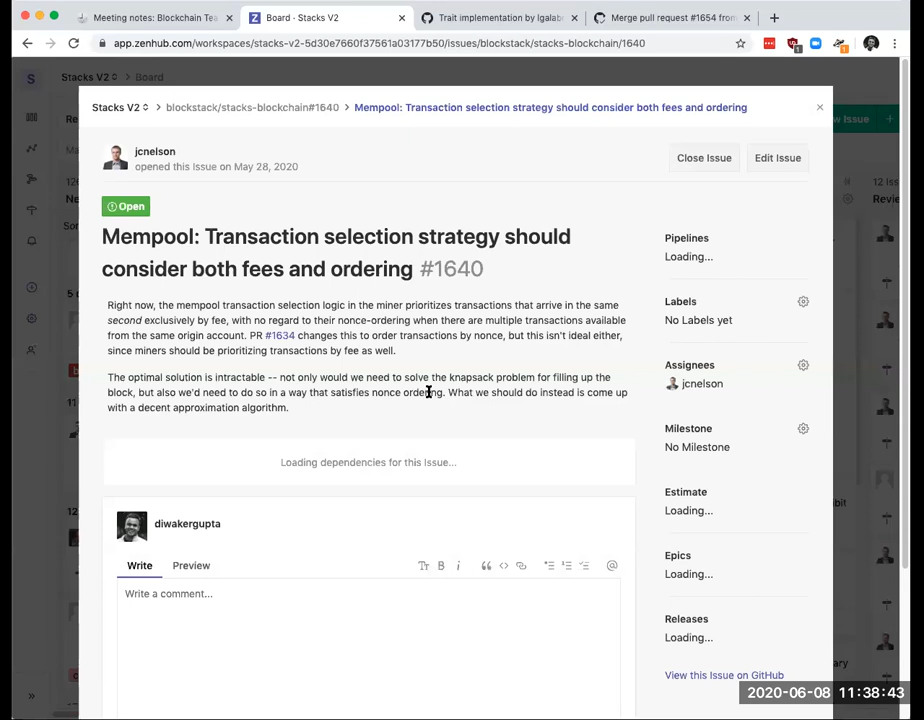 Meeting notes: Blockchain Tea
Board · Stacks V2
Trait implementation by lgalab
Merge pull request #1654 from
app.zenhub.com/workspaces/stacks-v2-5d30e7660f37561a03177b50/issues/blockstack/stacks-blockchain/1640
S
Stacks V2
Board
w Issue
Stacks V2 > blockstack/stacks-blockchain#1640 > Mempool: Transaction selection strategy should consider both fees and ordering
jcnelson
opened this Issue on May 28, 2020
Close Issue
Edit Issue
Open
Mempool: Transaction selection strategy should
consider both fees and ordering #1640
Right now, the mempool transaction selection logic in the miner prioritizes transactions that arrive in the same
second exclusively by fee, with no regard to their nonce-ordering when there are multiple transactions available
from the same origin account. PR #1634 changes this to order transactions by nonce, but this isn't ideal either,
since miners should be prioritizing transactions by fee as well.
The optimal solution is intractable -- not only would we need to solve the knapsack problem for filling up the
block, but also we'd need to do so in a way that satisfies nonce ordering. What we should do instead is come up
with a decent approximation algorithm.
Loading dependencies for this Issue...
diwakergupta
Write
Preview
Write a comment...
Pipelines
Loading...
Labels
No Labels yet
Assignees
jcnelson
Milestone
No Milestone
Estimate
Loading...
Epics
Loading...
Releases
Loading...
View this Issue on GitHub
12 Iss
Revie
2020-06-08 11:38:43